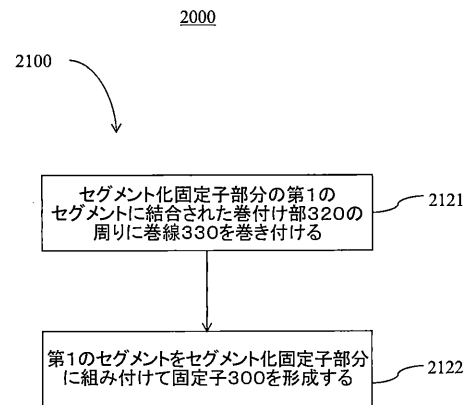 2000
2100
セグメント化固定子部分の第1の
セグメントに結合された巻付け部320の
周りに巻線330を巻き付ける
2121
第1のセグメントをセグメント化固定子部分
に組み付けて固定子300を形成する
2122